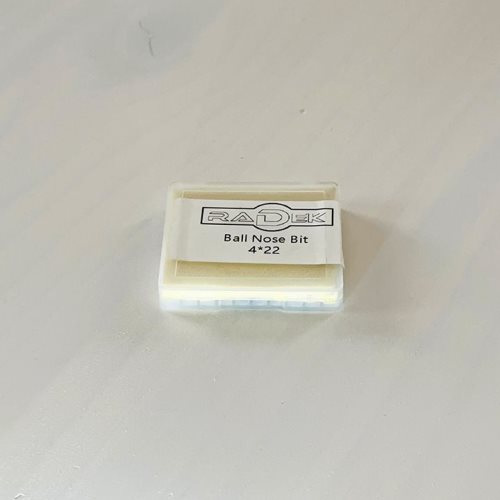 RADEK
Ball Nose Bit
4*22